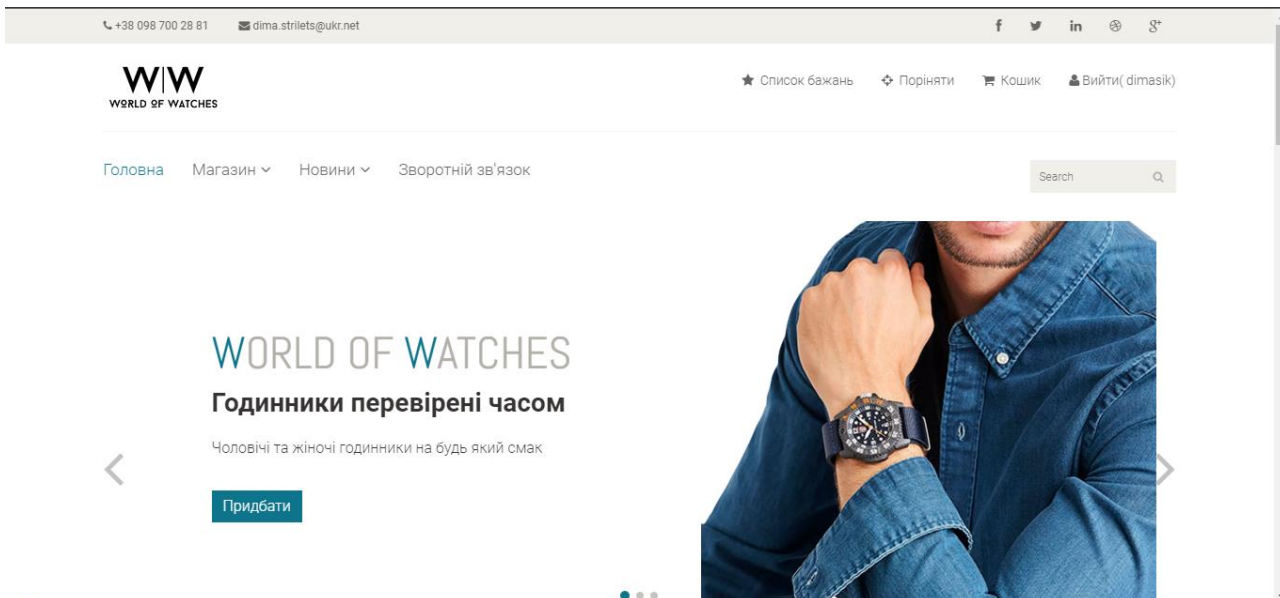 +38 098 700 28 81 dima.strilets@ukr.net
W|W
WORLD OF WATCHES
Список бажань Поріняти Кошик Вийти( dimasik)
Головна Магазин Новини Зворотній зв'язок
Search
WORLD OF WATCHES
Годинники перевірені часом
Чоловічі та жіночі годинники на будь який смак
Придбати